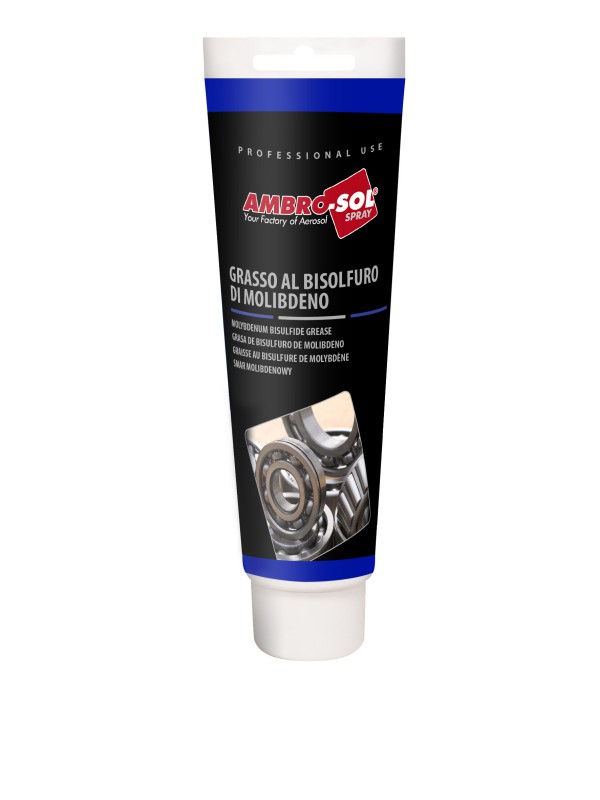 PROFESSIONAL USE
AMBRO-SOL®
Your Factory of Aerosol SPRAY
GRASSO AL BISOLFURO
DI MOLIBDENO
MOLYBDENUM BISULFIDE GREASE
GRASA DE BISULFURO DE MOLIBDENO
GRAISSE AU BISULFURE DE MOLYBDÈNE
SMAR MOLIBDENOWY